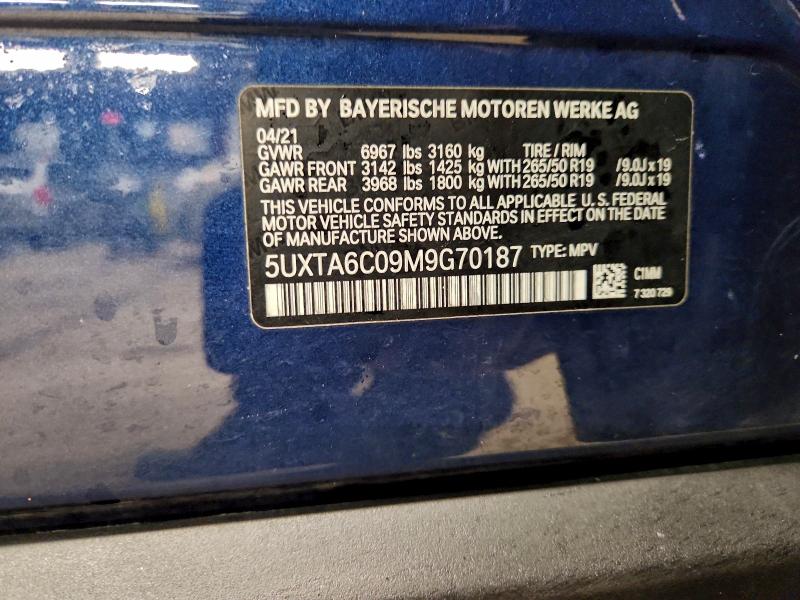 MFD BY BAYERISCHE MOTOREN WERKE AG
04/21
GVWR 6967 lbs 3160 kg TIRE / RIM
GAWR FRONT 3142 lbs 1425 kg WITH 265/50 R19 /9.0J x 19
GAWR REAR 3968 lbs 1800 kg WITH 265/50 R19 /9.0J x 19
THIS VEHICLE CONFORMS TO ALL APPLICABLE U. S. FEDERAL
MOTOR VEHICLE SAFETY STANDARDS IN EFFECT ON THE DATE
OF MANUFACTURE SHOWN ABOVE.
5UXTA6C09M9G70187 TYPE: MPV
C1MM
7 320 729